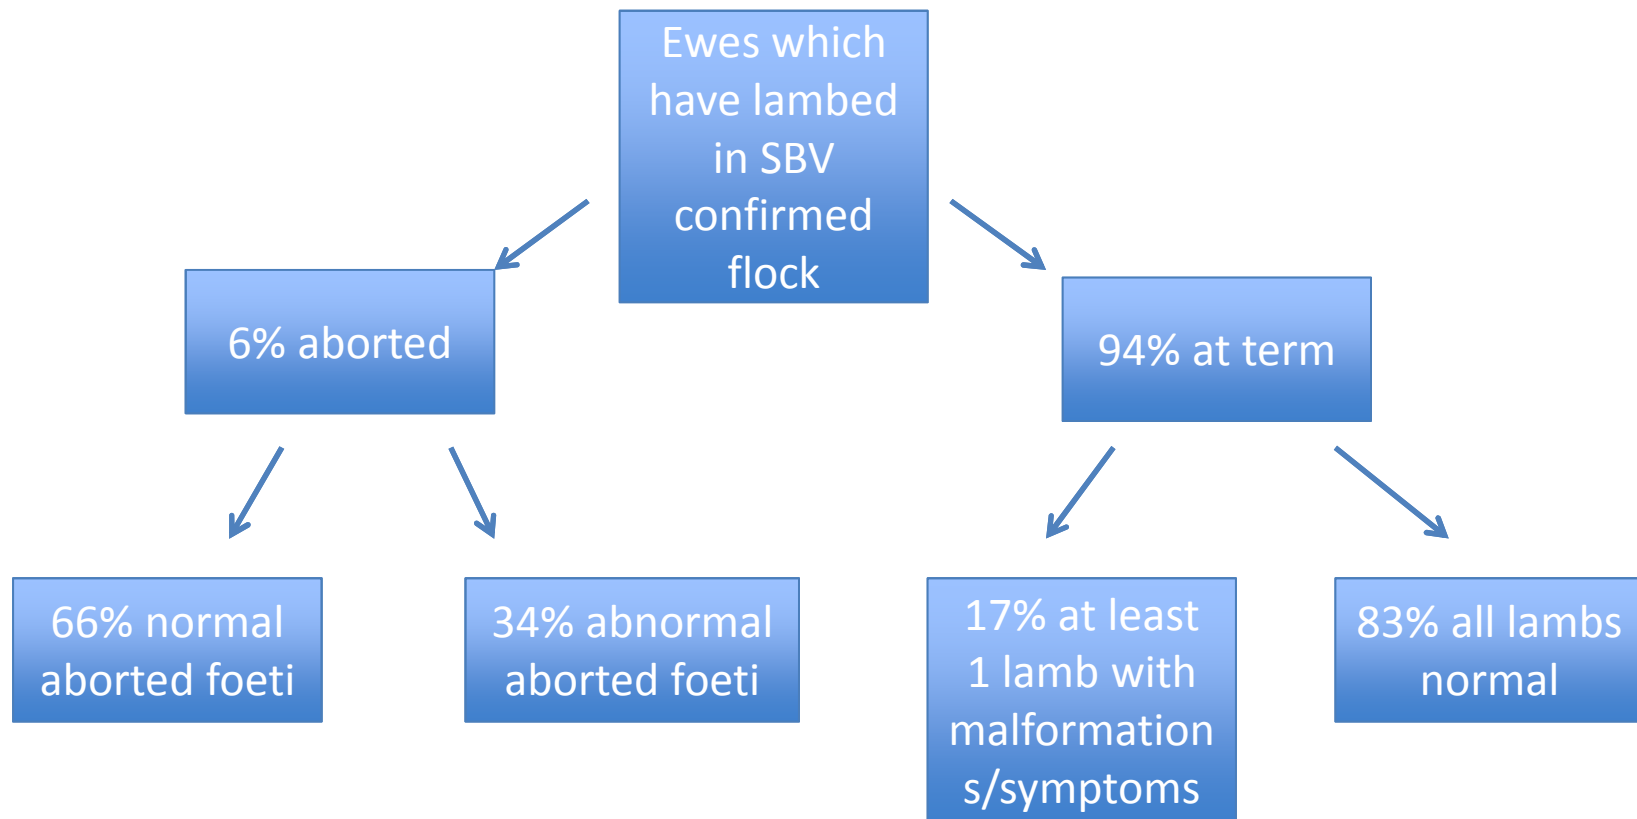 Ewes which
have lambed
in SBV
confirmed
flock
6% aborted
94% at term
66% normal
aborted foeti
34% abnormal
aborted foeti
17% at least
1 lamb with
malformation
s/symptoms
83% all lambs
normal